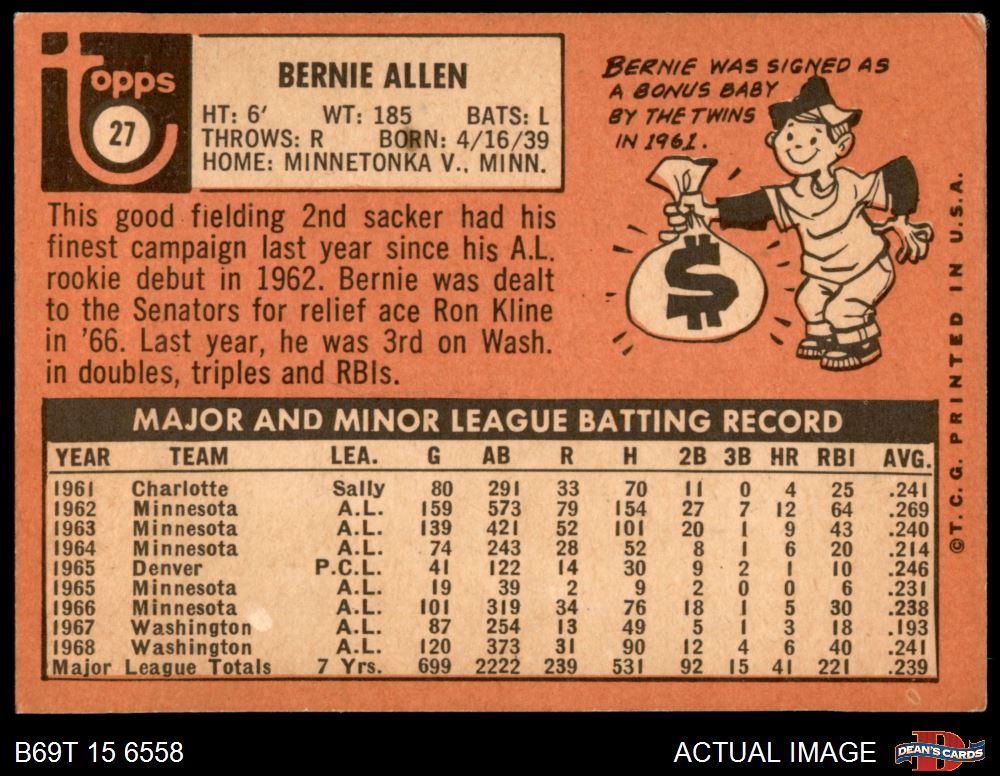 topps
27
BERNIE ALLEN
HT: 6' WT: 185 BATS: L
THROWS: R BORN: 4/16/39
HOME: MINNETONKA V., MINN.
BERNIE WAS SIGNED AS
A BONUS BABY
BY THE TWINS
IN 1961.
$
This good fielding 2nd sacker had his
finest campaign last year since his A.L.
rookie debut in 1962. Bernie was dealt
to the Senators for relief ace Ron Kline
in '66. Last year, he was 3rd on Wash.
in doubles, triples and RBIs.
MAJOR AND MINOR LEAGUE BATTING RECORD
YEAR TEAM LEA. G AB R H 2B 3B HR RBI AVG.
1961 Charlotte Sally 80 291 33 70 11 0 4 25 .241
1962 Minnesota A.L. 159 573 79 154 27 7 12 64 .269
1963 Minnesota A.L. 139 421 52 101 20 1 9 43 .240
1964 Minnesota A.L. 74 243 28 52 8 1 6 20 .214
1965 Denver P.C.L. 41 122 14 30 9 2 1 10 .246
1965 Minnesota A.L. 19 39 2 9 2 0 0 6 .231
1966 Minnesota A.L. 101 319 34 76 18 1 5 30 .238
1967 Washington A.L. 87 254 13 49 5 1 3 18 .193
1968 Washington A.L. 120 373 31 90 12 4 6 40 .241
Major League Totals 7 Yrs. 699 2222 239 531 92 15 41 221 .239
©T.C.G. PRINTED IN U.S.A.
B69T 15 6558
ACTUAL IMAGE
DEAN'S CARDS